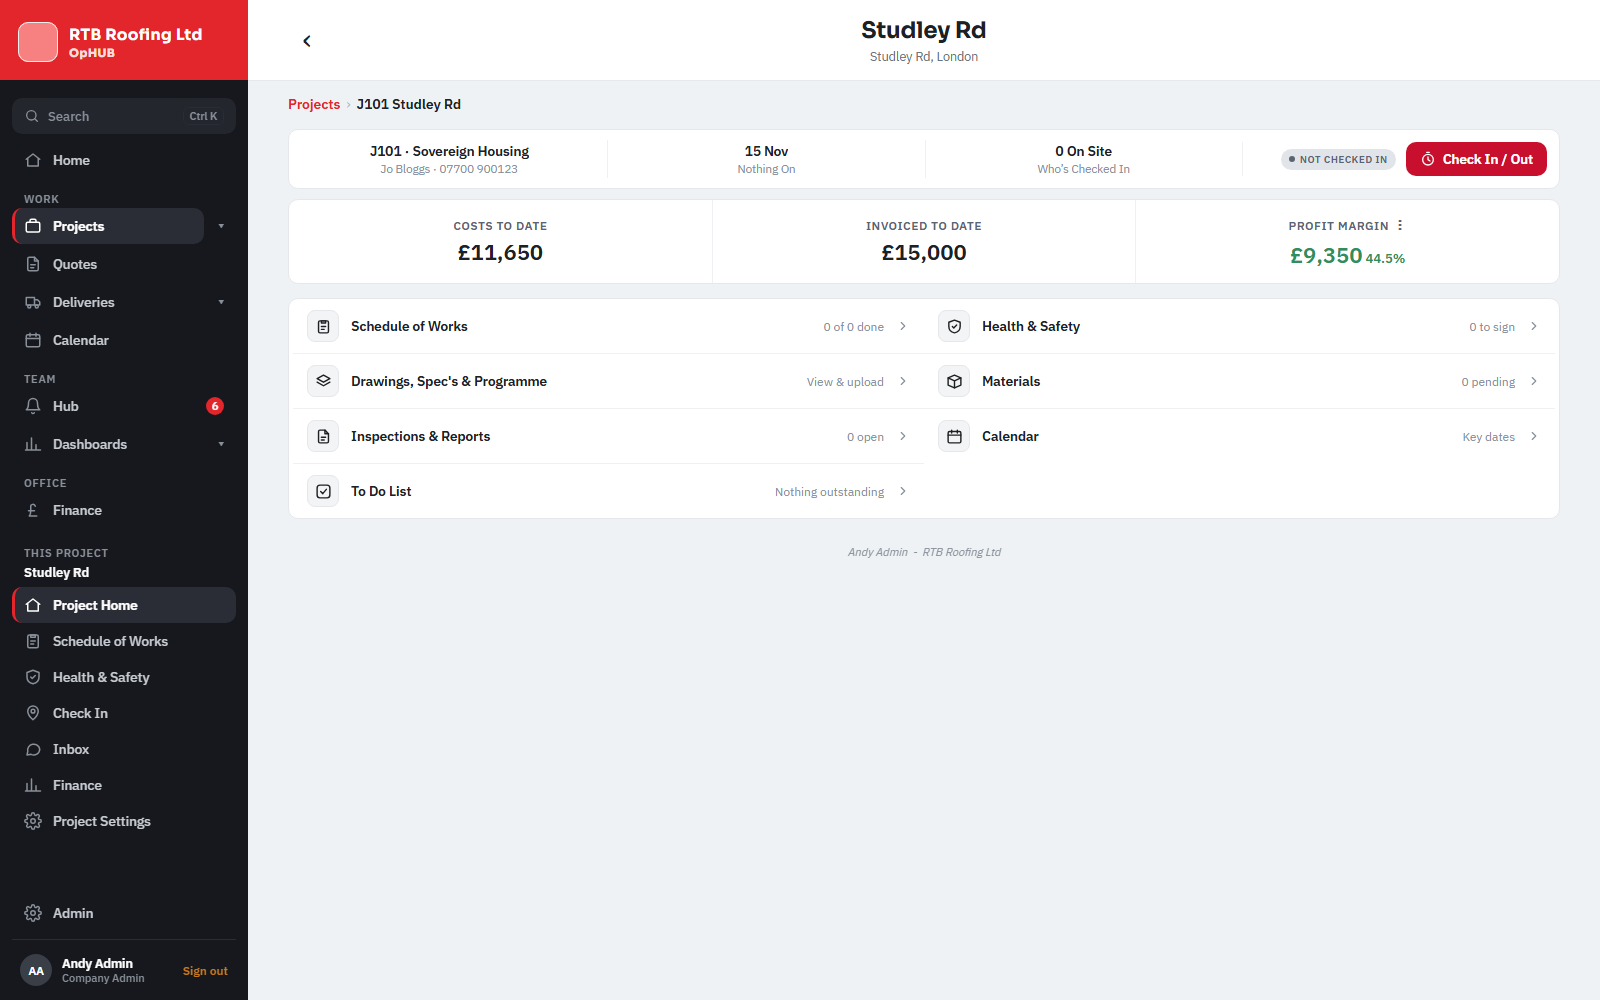 RTB Roofing Ltd
OpHUB
Search Ctrl K
Home
WORK
Projects
Quotes
Deliveries
Calendar
TEAM
Hub 6
Dashboards
OFFICE
Finance
THIS PROJECT
Studley Rd
Project Home
Schedule of Works
Health & Safety
Check In
Inbox
Finance
Project Settings
Admin
AA Andy Admin
Company Admin
Sign out
Studley Rd
Studley Rd, London
Projects › J101 Studley Rd
J101 · Sovereign Housing
Jo Bloggs · 07700 900123
15 Nov
Nothing On
0 On Site
Who's Checked In
NOT CHECKED IN
Check In / Out
COSTS TO DATE
£11,650
INVOICED TO DATE
£15,000
PROFIT MARGIN
£9,350 44.5%
Schedule of Works 0 of 0 done
Health & Safety 0 to sign
Drawings, Spec's & Programme View & upload
Materials 0 pending
Inspections & Reports 0 open
Calendar Key dates
To Do List Nothing outstanding
Andy Admin - RTB Roofing Ltd